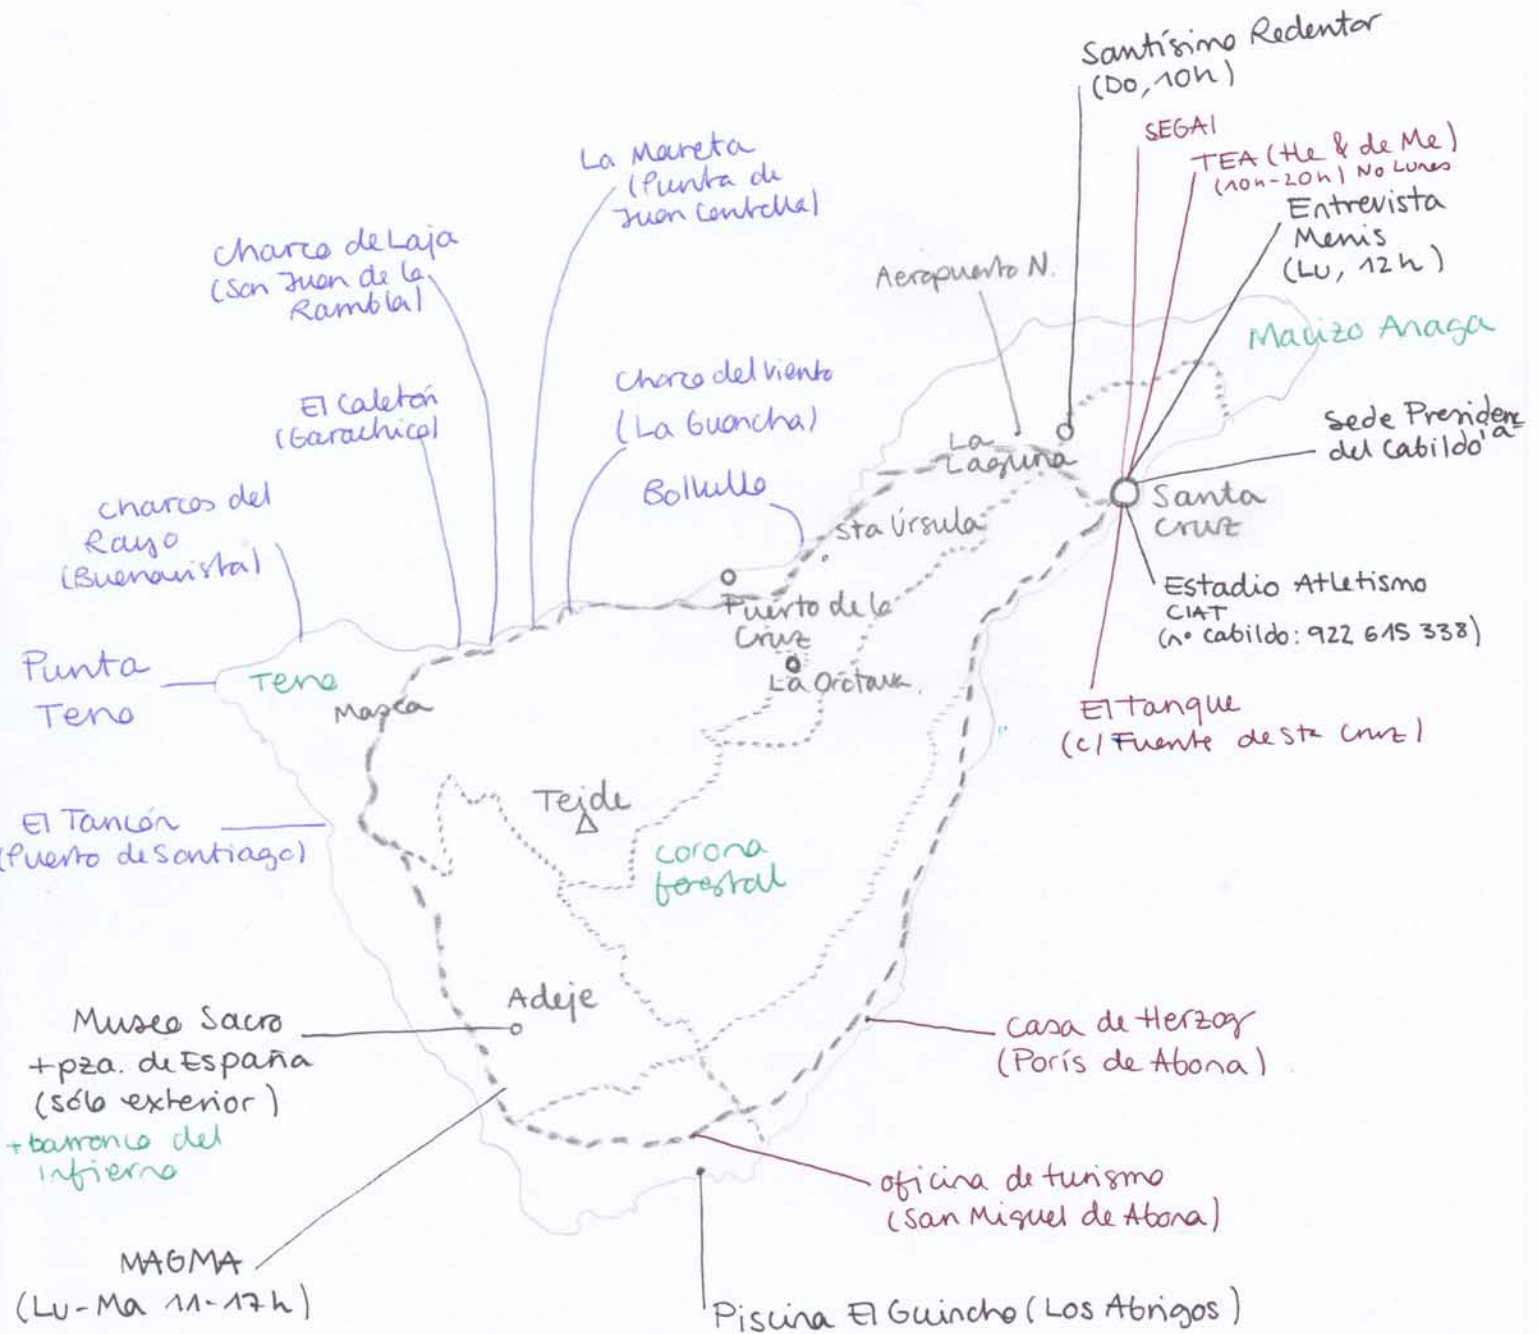 Santísimo Redentor
(Do, 10h)
SEGAI
TEA (He & de Me)
(10h-20h) No Lunes
Entrevista
Menis
(Lu, 12h)
La Mareta
(Punta de
Juan Centella)
Charco de Laja
(San Juan de la
Rambla)
Aeropuerto N.
Macizo Anaga
El Caletón
(Garachico)
Charco del viento
(La Guancha)
Sede Presidencia
del Cabildo
La
Laguna
Bollullo
Santa
Cruz
Charcos del
Rayo
(Buenavista)
Sta Úrsula
Estadio Atletismo
CIAT
(nº cabildo: 922 615 338)
Puerto de la
Cruz
La Orotava
Punta
Teno
Teno
Masca
El Tanque
(c/ Fuente de Sta Cruz)
Teide
El Tancón
(Puerto de Santiago)
corona
forestal
Adeje
Museo Sacro
+pza. de España
(sólo exterior)
+barranco del
infierno
Casa de Herzog
(Porís de Abona)
oficina de turismo
(San Miguel de Abona)
MAGMA
(Lu-Ma 11-17h)
Piscina El Guincho (Los Abrigos)